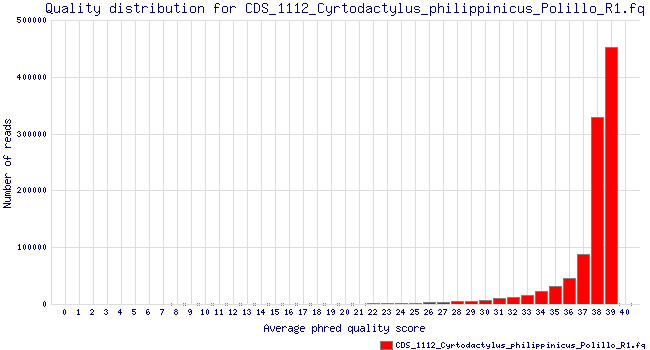 Quality distribution for CDS_1112_Cyrtodactylus_philippinicus_Polillo_R1.fq
500000
400000
300000
200000
100000
0
Number of reads
0 1 2 3 4 5 6 7 8 9 10 11 12 13 14 15 16 17 18 19 20 21 22 23 24 25 26 27 28 29 30 31 32 33 34 35 36 37 38 39 40
Average phred quality score
CDS_1112_Cyrtodactylus_philippinicus_Polillo_R1.fq